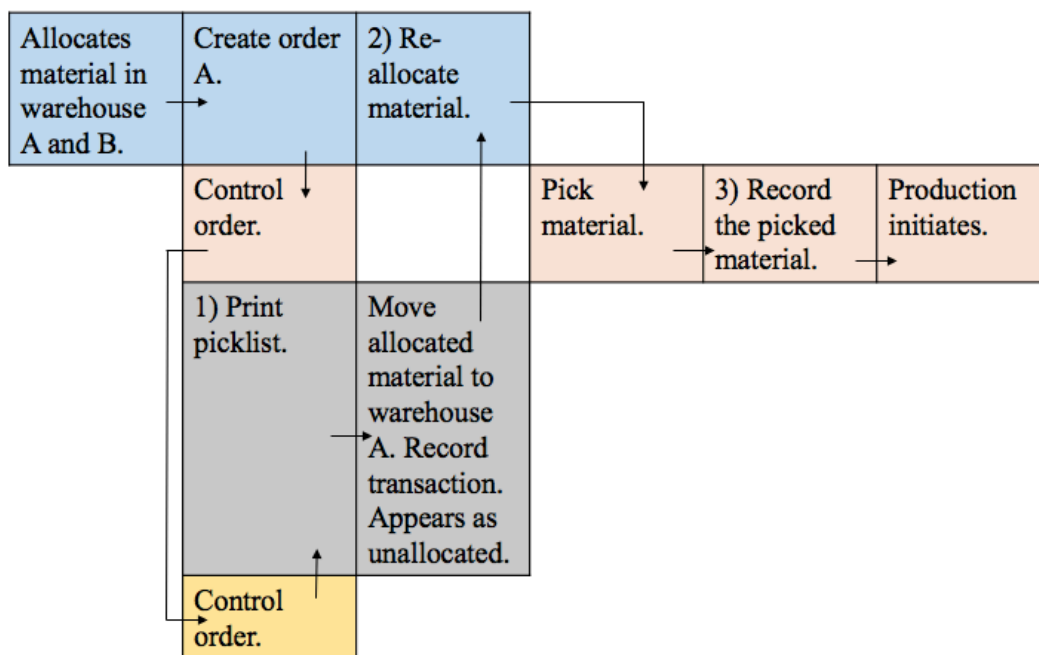 Allocates
material in
warehouse
A and B.
Create order
A.
2) Re-
allocate
material.
Control
order.
Pick
material.
3) Record
the picked
material.
Production
initiates.
1) Print
picklist.
Move
allocated
material to
warehouse
A. Record
transaction.
Appears as
unallocated.
Control
order.